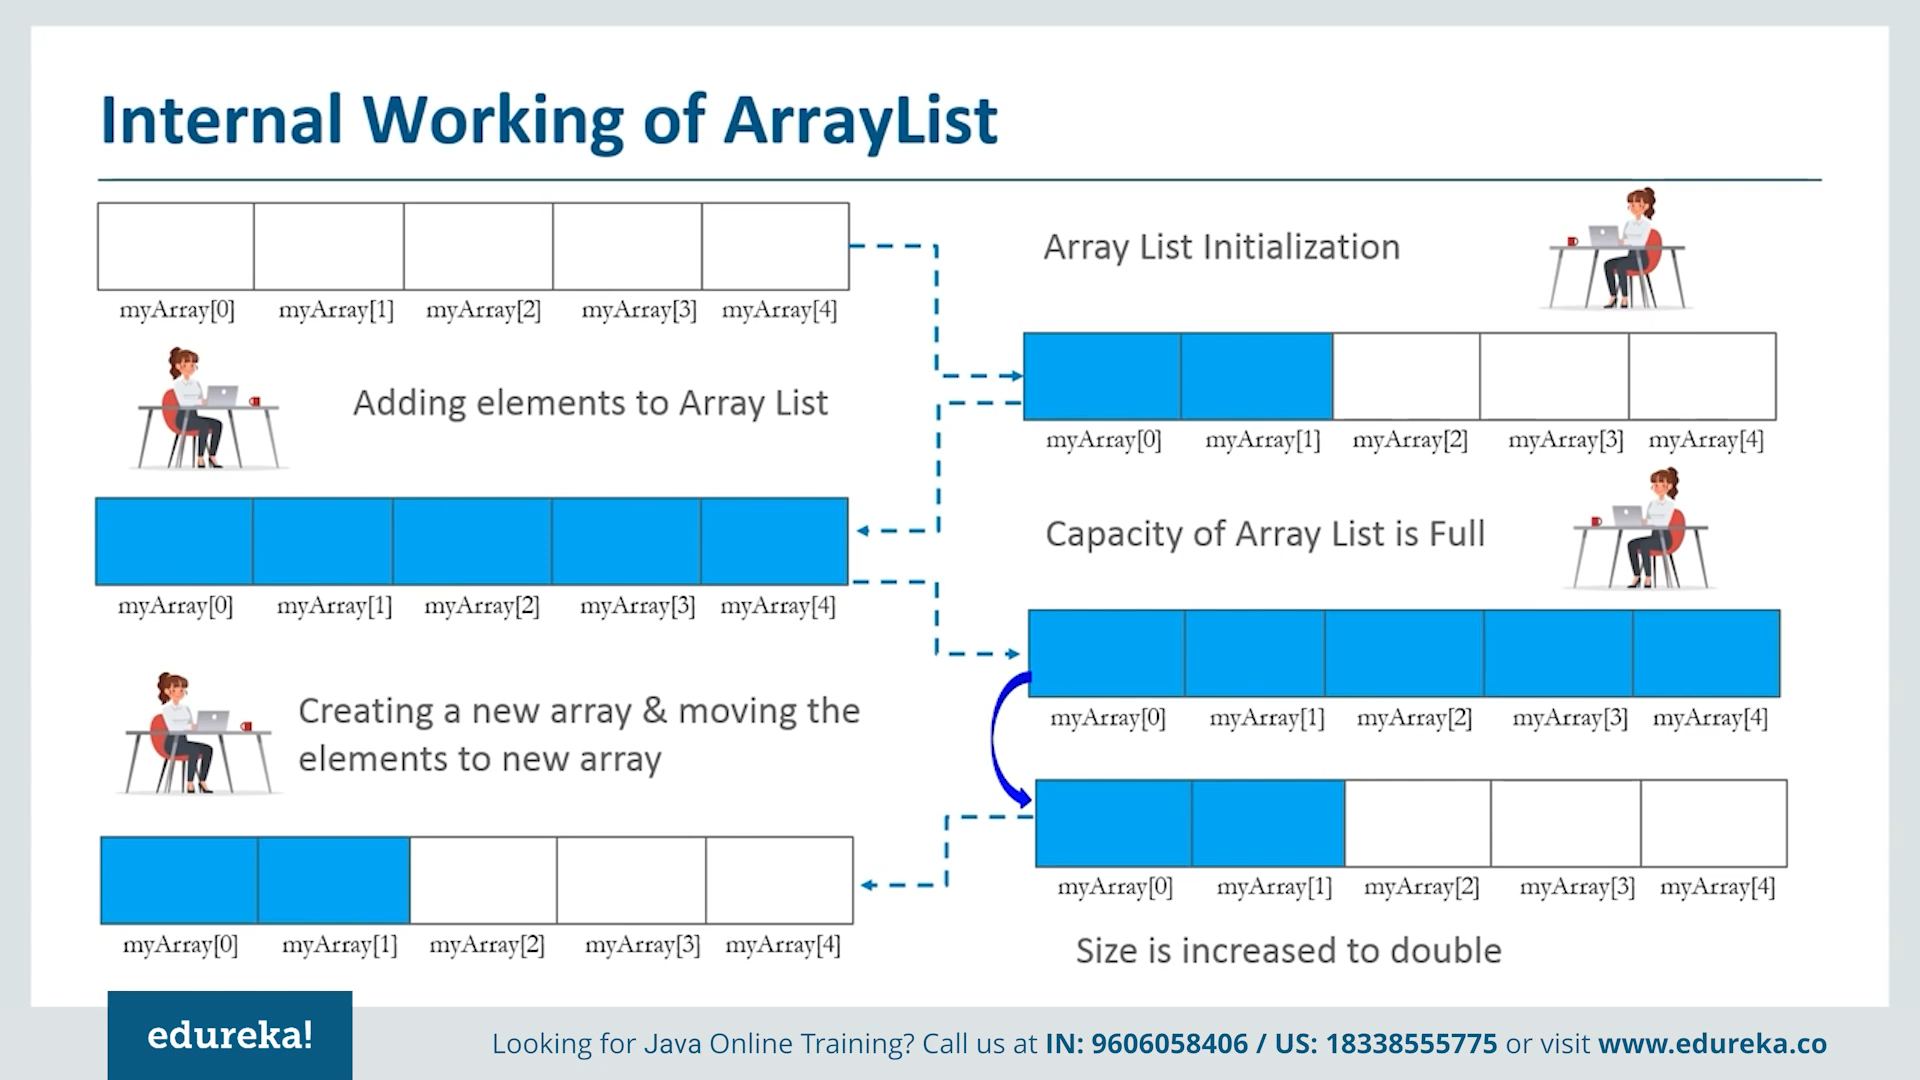 Internal Working of ArrayList
myArray[0] myArray[1] myArray[2] myArray[3] myArray[4]
Array List Initialization
Adding elements to Array List
myArray[0] myArray[1] myArray[2] myArray[3] myArray[4]
Capacity of Array List is Full
myArray[0] myArray[1] myArray[2] myArray[3] myArray[4]
Creating a new array & moving the
elements to new array
myArray[0] myArray[1] myArray[2] myArray[3] myArray[4]
myArray[0] myArray[1] myArray[2] myArray[3] myArray[4]
myArray[0] myArray[1] myArray[2] myArray[3] myArray[4]
Size is increased to double
edureka!
Looking for Java Online Training? Call us at IN: 9606058406 / US: 18338555775 or visit www.edureka.co